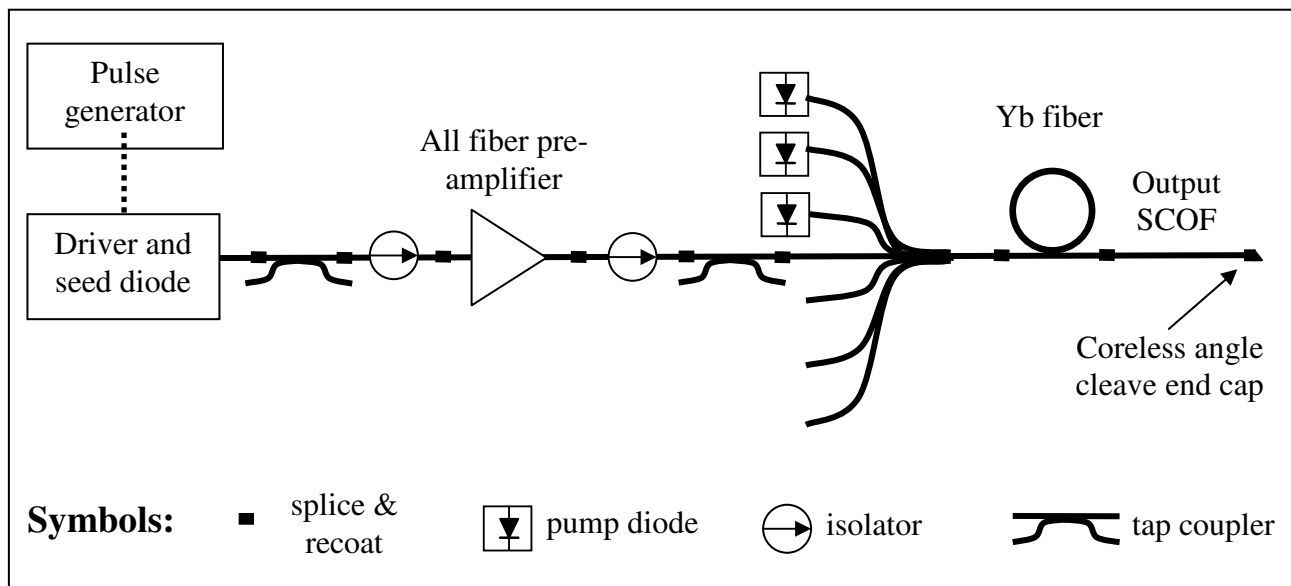 Pulse
generator
Driver and
seed diode
All fiber pre-
amplifier
Yb fiber
Output
SCOF
Coreless angle
cleave end cap
Symbols:
splice &
recoat
pump diode
isolator
tap coupler